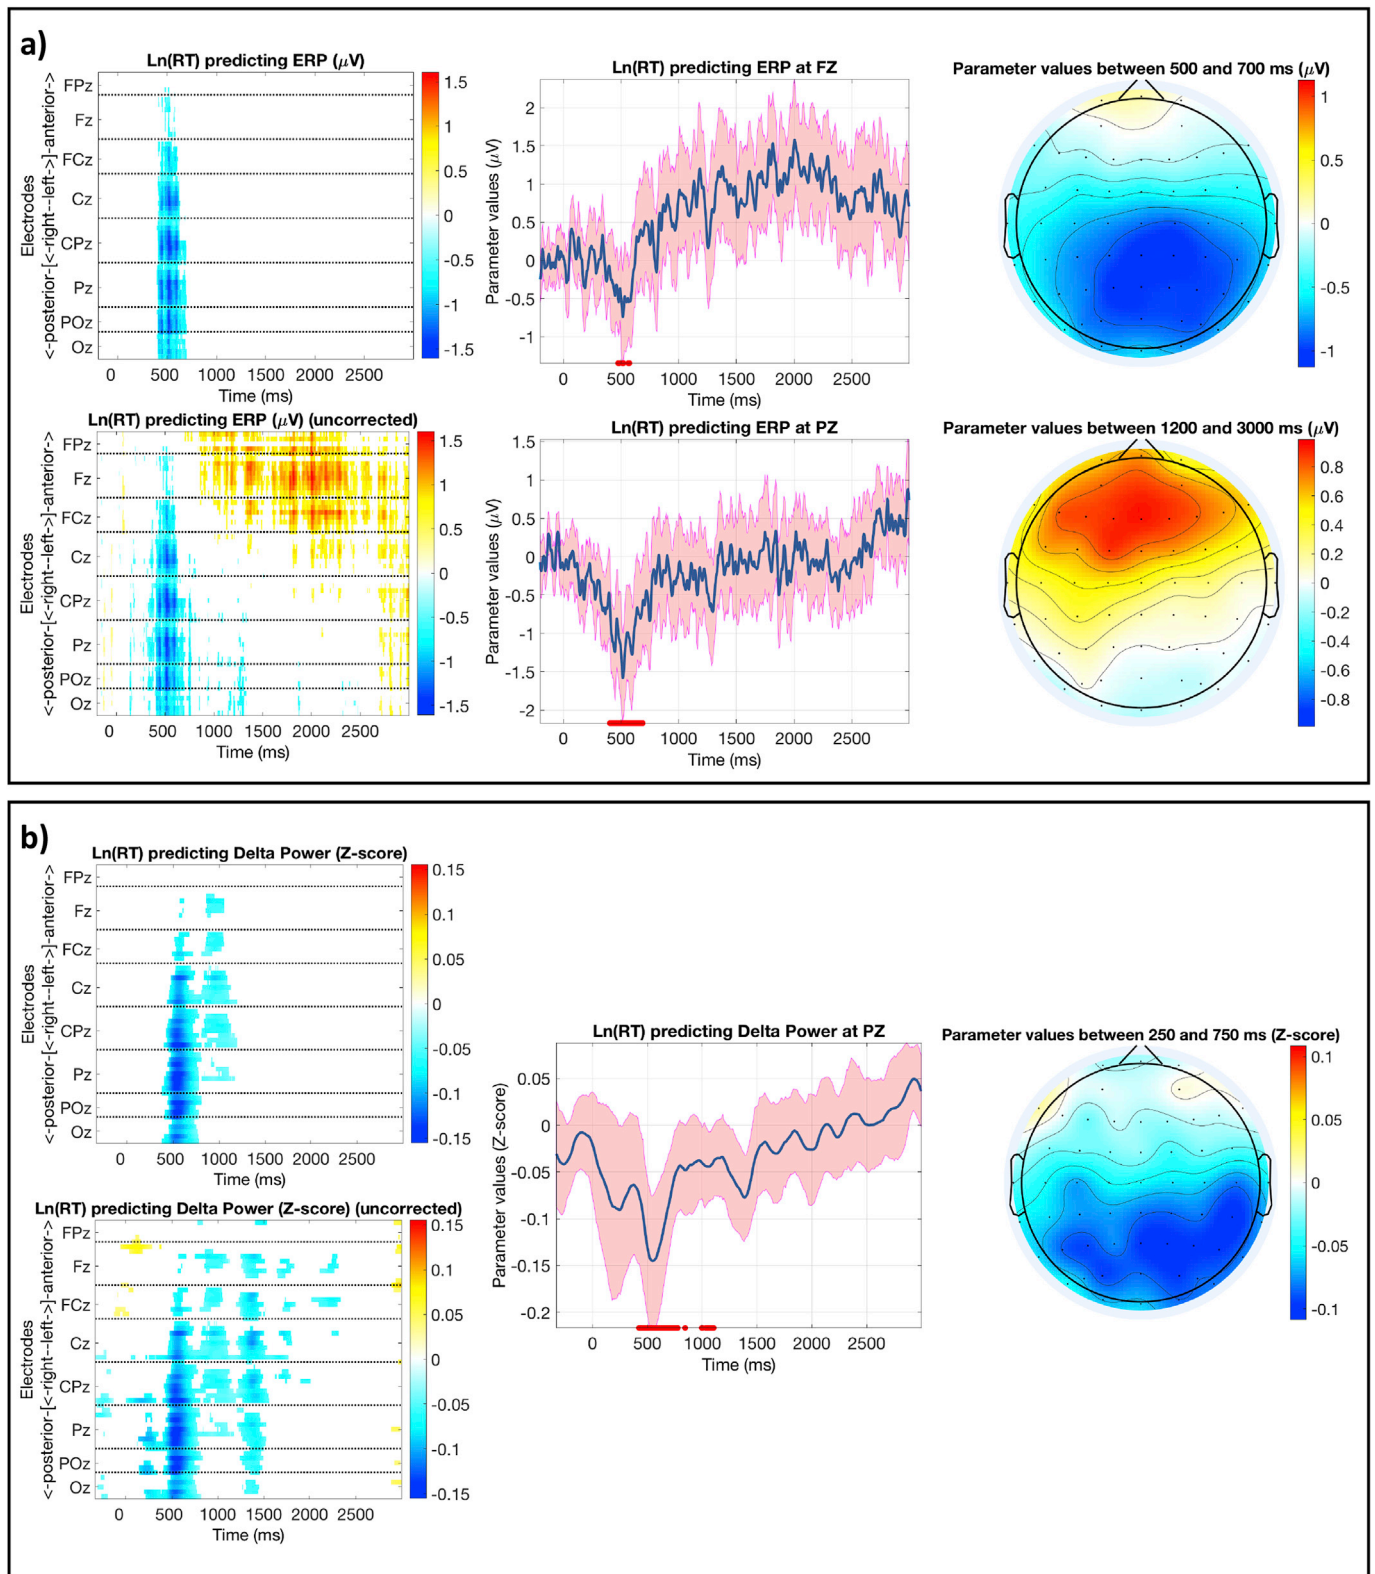 a)
Ln(RT) predicting ERP (μV)
Electrodes
<-posterior-[<-right--left->]-anterior->
FPz
Fz
FCz
Cz
CPz
Pz
POz
Oz
0 500 1000 1500 2000 2500
Time (ms)
1.5
1
0.5
0
-0.5
-1
-1.5
Ln(RT) predicting ERP at FZ
Parameter values (μV)
2
1.5
1
0.5
0
-0.5
-1
0 500 1000 1500 2000 2500
Time (ms)
Parameter values between 500 and 700 ms (μV)
1
0.5
0
-0.5
-1
Ln(RT) predicting ERP (μV) (uncorrected)
Electrodes
<-posterior-[<-right--left->]-anterior->
FPz
Fz
FCz
Cz
CPz
Pz
POz
Oz
0 500 1000 1500 2000 2500
Time (ms)
1.5
1
0.5
0
-0.5
-1
-1.5
Ln(RT) predicting ERP at PZ
Parameter values (μV)
1.5
1
0.5
0
-0.5
-1
-1.5
-2
0 500 1000 1500 2000 2500
Time (ms)
Parameter values between 1200 and 3000 ms (μV)
0.8
0.6
0.4
0.2
0
-0.2
-0.4
-0.6
-0.8
b)
Ln(RT) predicting Delta Power (Z-score)
Electrodes
<-posterior-[<-right--left->]-anterior->
FPz
Fz
FCz
Cz
CPz
Pz
POz
Oz
0 500 1000 1500 2000 2500
Time (ms)
0.15
0.1
0.05
0
-0.05
-0.1
-0.15
Ln(RT) predicting Delta Power at PZ
Parameter values (Z-score)
0.05
0
-0.05
-0.1
-0.15
-0.2
0 500 1000 1500 2000 2500
Time (ms)
Parameter values between 250 and 750 ms (Z-score)
0.1
0.05
0
-0.05
-0.1
Ln(RT) predicting Delta Power (Z-score) (uncorrected)
Electrodes
<-posterior-[<-right--left->]-anterior->
FPz
Fz
FCz
Cz
CPz
Pz
POz
Oz
0 500 1000 1500 2000 2500
Time (ms)
0.15
0.1
0.05
0
-0.05
-0.1
-0.15